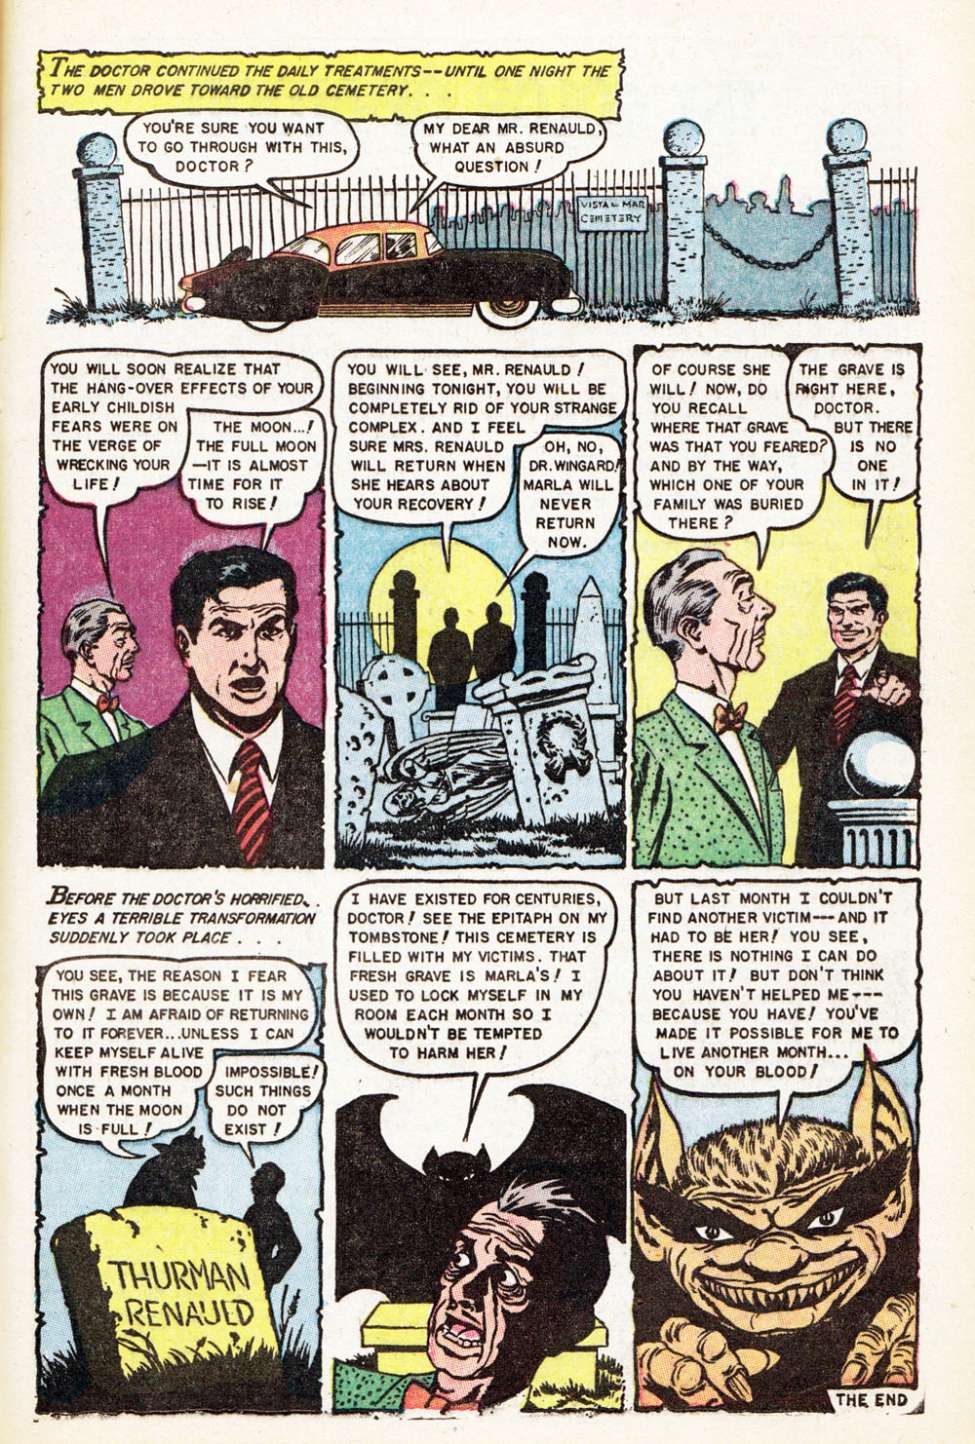 THE DOCTOR CONTINUED THE DAILY TREATMENTS--UNTIL ONE NIGHT THE
TWO MEN DROVE TOWARD THE OLD CEMETERY. . .
YOU'RE SURE YOU WANT
TO GO THROUGH WITH THIS,
DOCTOR?
MY DEAR MR. RENAULD,
WHAT AN ABSURD
QUESTION!
VISTA MAR
CEMETERY
YOU WILL SOON REALIZE THAT
THE HANG-OVER EFFECTS OF YOUR
EARLY CHILDISH
FEARS WERE ON
THE VERGE OF
WRECKING YOUR
LIFE!
THE MOON...!
THE FULL MOON
—IT IS ALMOST
TIME FOR IT
TO RISE!
YOU WILL SEE, MR. RENAULD!
BEGINNING TONIGHT, YOU WILL BE
COMPLETELY RID OF YOUR STRANGE
COMPLEX. AND I FEEL
SURE MRS. RENAULD
WILL RETURN WHEN
SHE HEARS ABOUT
YOUR RECOVERY!
OH, NO,
DR. WINGARD!
MARLA WILL
NEVER
RETURN
NOW.
OF COURSE SHE
WILL! NOW, DO
YOU RECALL
WHERE THAT GRAVE
WAS THAT YOU FEARED?
AND BY THE WAY,
WHICH ONE OF YOUR
FAMILY WAS BURIED
THERE?
THE GRAVE IS
RIGHT HERE,
DOCTOR.
BUT THERE
IS NO
ONE
IN IT!
BEFORE THE DOCTOR'S HORRIFIED
EYES A TERRIBLE TRANSFORMATION
SUDDENLY TOOK PLACE . . .
YOU SEE, THE REASON I FEAR
THIS GRAVE IS BECAUSE IT IS MY
OWN! I AM AFRAID OF RETURNING
TO IT FOREVER...UNLESS I CAN
KEEP MYSELF ALIVE
WITH FRESH BLOOD
ONCE A MONTH
WHEN THE MOON
IS FULL!
IMPOSSIBLE!
SUCH THINGS
DO NOT
EXIST!
THURMAN
RENAULD
I HAVE EXISTED FOR CENTURIES,
DOCTOR! SEE THE EPITAPH ON MY
TOMBSTONE! THIS CEMETERY IS
FILLED WITH MY VICTIMS. THAT
FRESH GRAVE IS MARLA'S! I
USED TO LOCK MYSELF IN MY
ROOM EACH MONTH SO I
WOULDN'T BE TEMPTED
TO HARM HER!
BUT LAST MONTH I COULDN'T
FIND ANOTHER VICTIM---AND IT
HAD TO BE HER! YOU SEE,
THERE IS NOTHING I CAN DO
ABOUT IT! BUT DON'T THINK
YOU HAVEN'T HELPED ME---
BECAUSE YOU HAVE! YOU'VE
MADE IT POSSIBLE FOR ME TO
LIVE ANOTHER MONTH...
ON YOUR BLOOD!
THE END